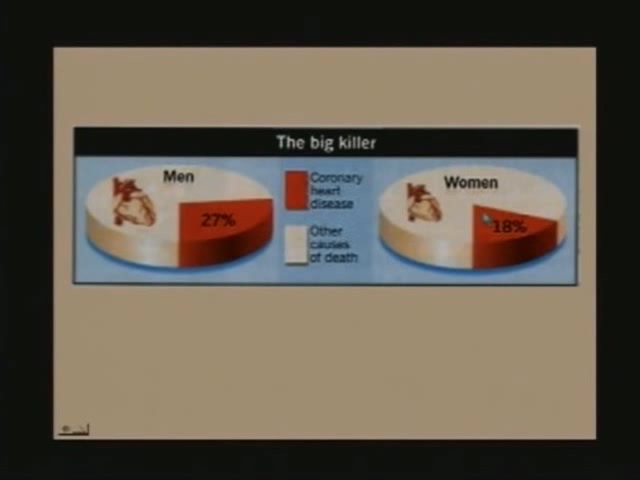 The big killer
Men
27%
Coronary
heart
disease
Other
causes
of death
Women
18%